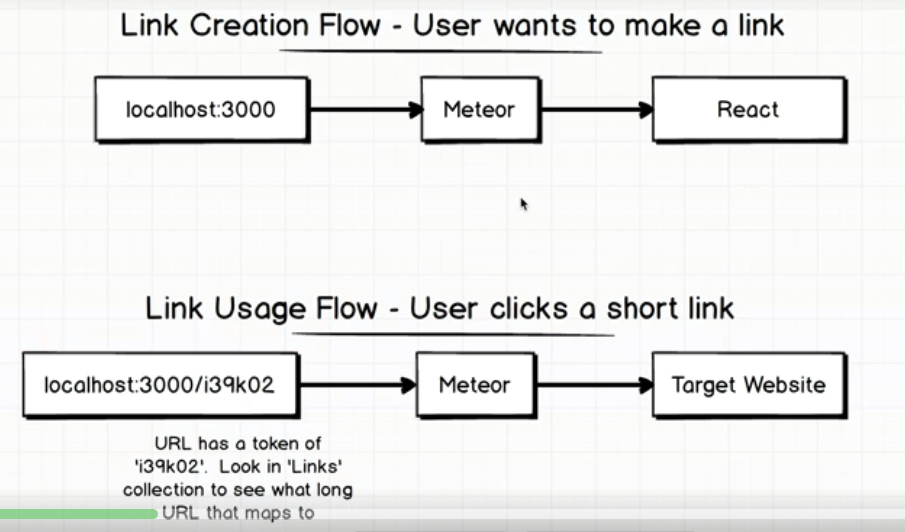 Link Creation Flow - User wants to make a link
localhost:3000
Meteor
React
Link Usage Flow - User clicks a short link
localhost:3000/i39k02
Meteor
Target Website
URL has a token of
'i39k02'. Look in 'Links'
collection to see what long
URL that maps to